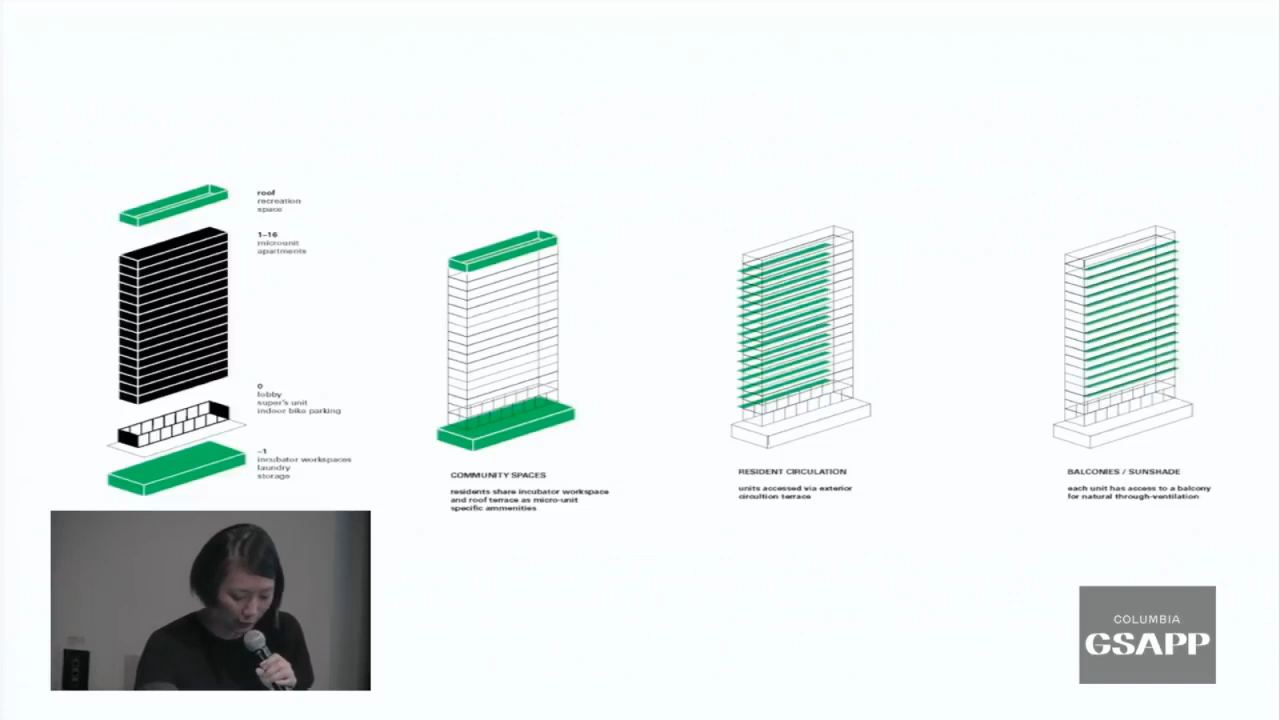 roof
recreation
space
1–16
microunit
apartments
0
lobby
super's unit
indoor bike parking
–1
incubator workspaces
laundry
storage
COMMUNITY SPACES
residents share incubator workspace
and roof terrace as micro-unit
specific ammenities
RESIDENT CIRCULATION
units accessed via exterior
circultion terrace
BALCONIES / SUNSHADE
each unit has access to a balcony
for natural through-ventilation
COLUMBIA
GSAPP